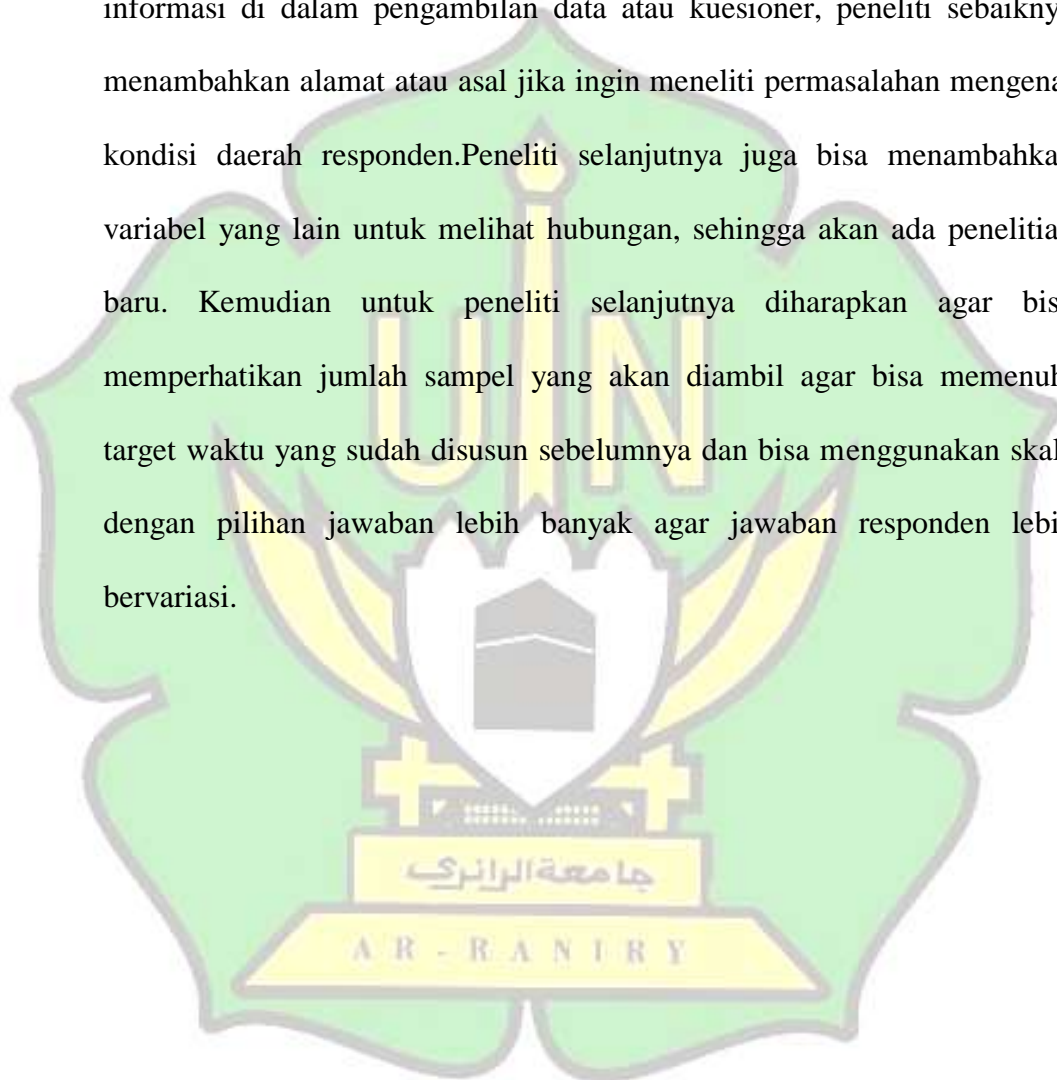 informasi di dalam pengambilan data atau kuesioner, peneliti sebaikny
menambahkan alamat atau asal jika ingin meneliti permasalahan mengena
kondisi daerah responden.Peneliti selanjutnya juga bisa menambahka
variabel yang lain untuk melihat hubungan, sehingga akan ada penelitia
baru. Kemudian untuk peneliti selanjutnya diharapkan agar bis
memperhatikan jumlah sampel yang akan diambil agar bisa memenuh
target waktu yang sudah disusun sebelumnya dan bisa menggunakan skal
dengan pilihan jawaban lebih banyak agar jawaban responden lebi
bervariasi.
UIN
جامعة الرانري
AR-RANIRY